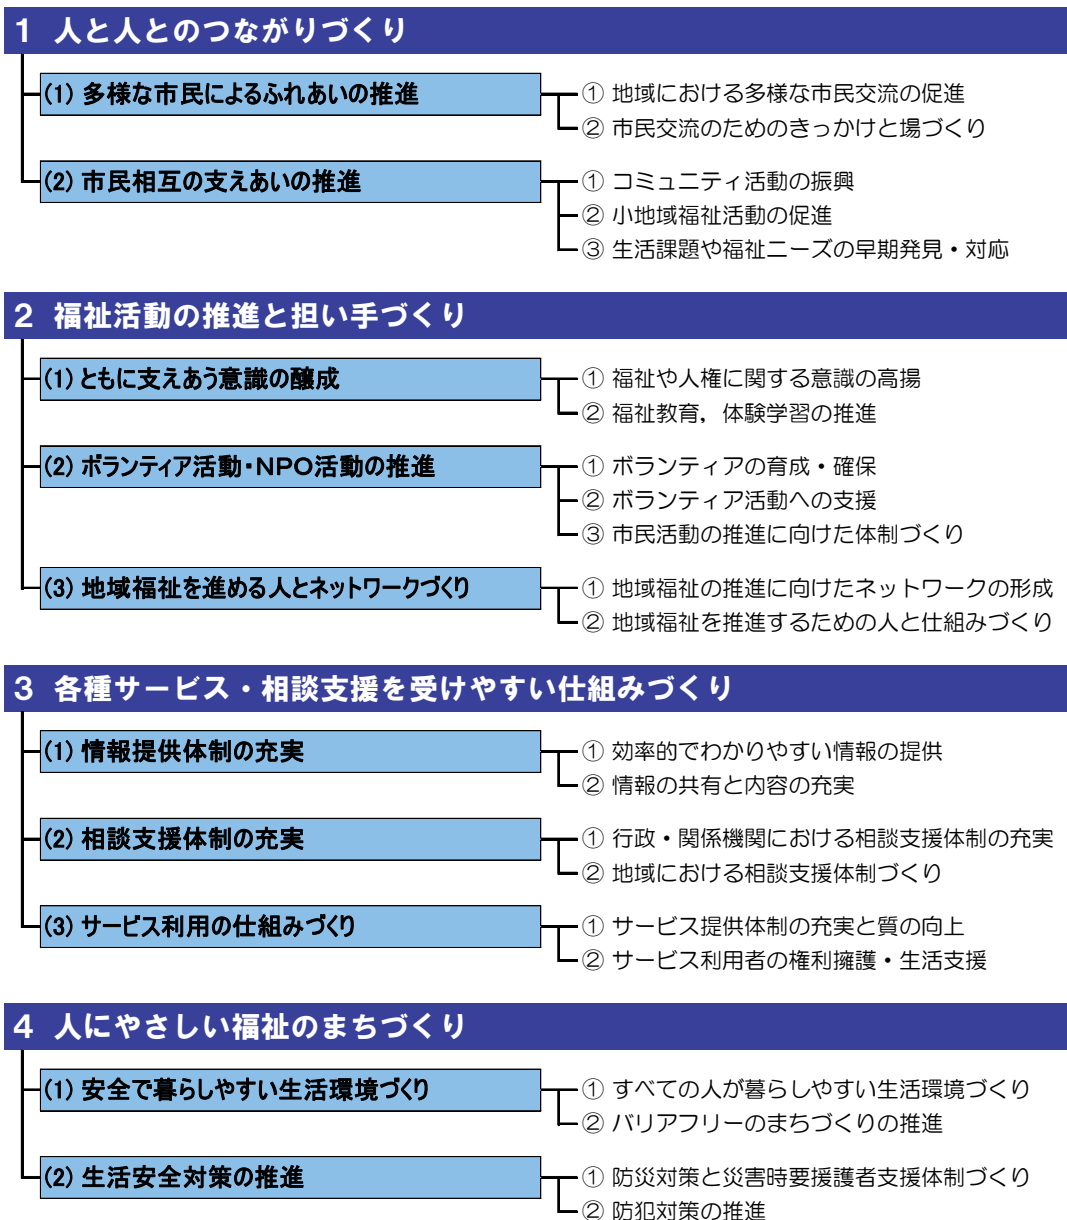 1 人と人とのつながりづくり
(1) 多様な市民によるふれあいの推進
① 地域における多様な市民交流の促進
② 市民交流のためのきっかけと場づくり
(2) 市民相互の支えあいの推進
① コミュニティ活動の振興
② 小地域福祉活動の促進
③ 生活課題や福祉ニーズの早期発見・対応
2 福祉活動の推進と担い手づくり
(1) ともに支えあう意識の醸成
① 福祉や人権に関する意識の高揚
② 福祉教育，体験学習の推進
(2) ボランティア活動・NPO活動の推進
① ボランティアの育成・確保
② ボランティア活動への支援
③ 市民活動の推進に向けた体制づくり
(3) 地域福祉を進める人とネットワークづくり
① 地域福祉の推進に向けたネットワークの形成
② 地域福祉を推進するための人と仕組みづくり
3 各種サービス・相談支援を受けやすい仕組みづくり
(1) 情報提供体制の充実
① 効率的でわかりやすい情報の提供
② 情報の共有と内容の充実
(2) 相談支援体制の充実
① 行政・関係機関における相談支援体制の充実
② 地域における相談支援体制づくり
(3) サービス利用の仕組みづくり
① サービス提供体制の充実と質の向上
② サービス利用者の権利擁護・生活支援
4 人にやさしい福祉のまちづくり
(1) 安全で暮らしやすい生活環境づくり
① すべての人が暮らしやすい生活環境づくり
② バリアフリーのまちづくりの推進
(2) 生活安全対策の推進
① 防災対策と災害時要援護者支援体制づくり
② 防犯対策の推進